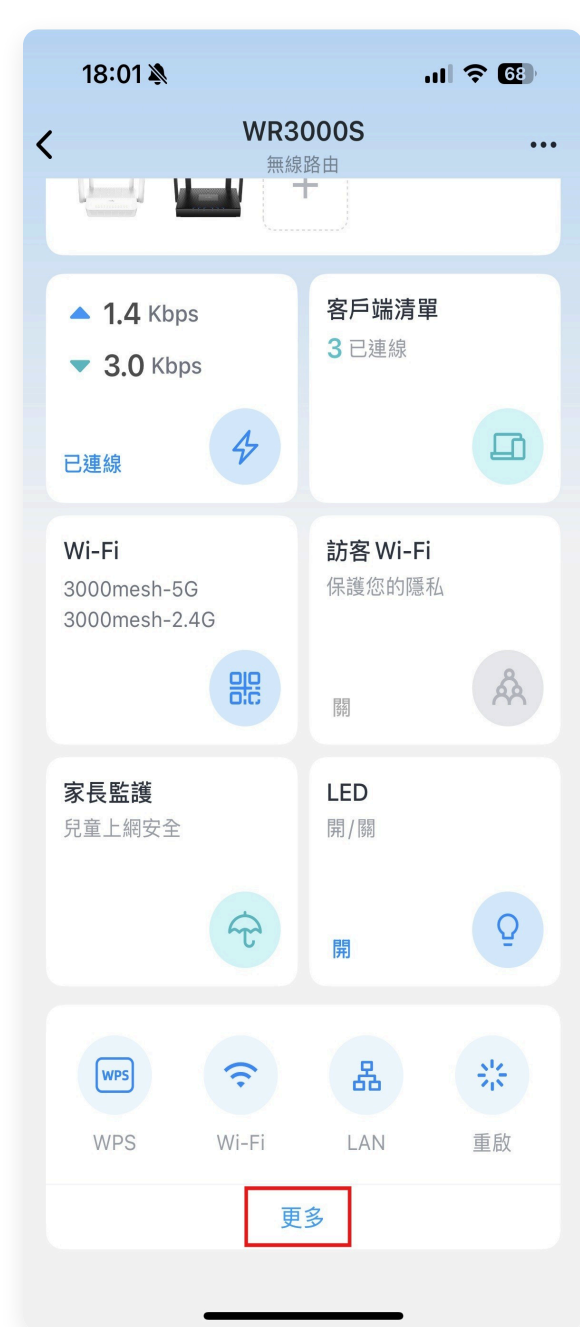 18:01
68
WR3000S
無線路由
1.4 Kbps
3.0 Kbps
已連線
客戶端清單
3 已連線
Wi-Fi
3000mesh-5G
3000mesh-2.4G
訪客 Wi-Fi
保護您的隱私
關
家長監護
兒童上網安全
LED
開/關
開
WPS
WPS
Wi-Fi
LAN
重啟
更多